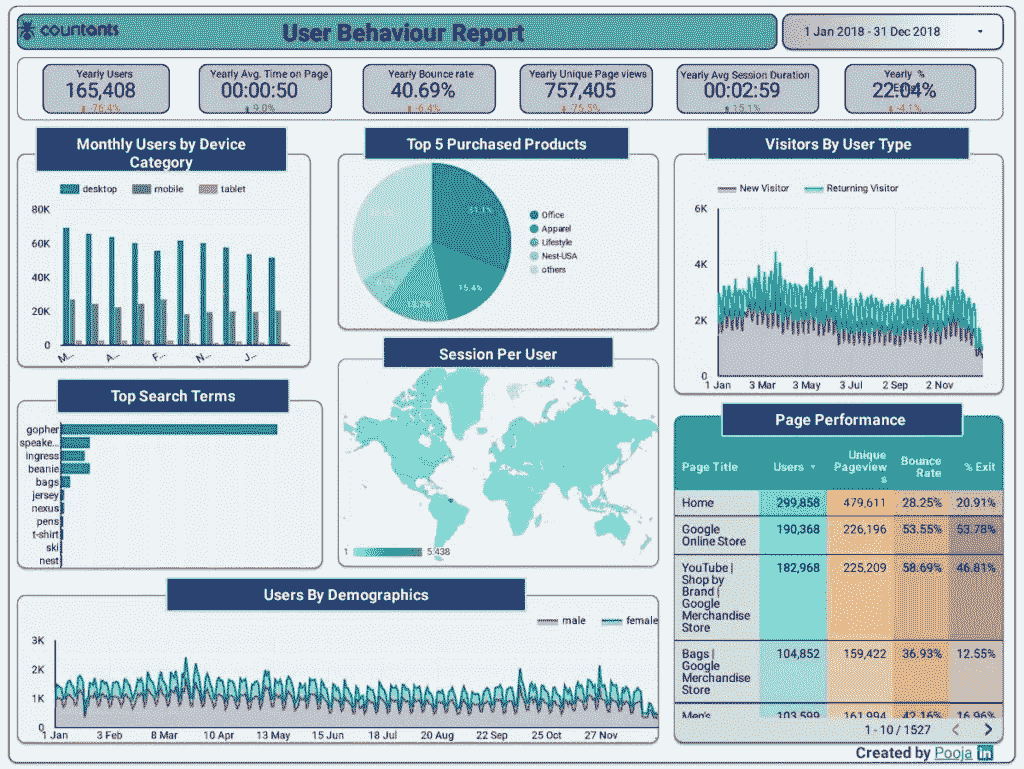 countants
User Behaviour Report
1 Jan 2018 - 31 Dec 2018
Yearly Users
165,408
-76.4%
Yearly Avg. Time on Page
00:00:50
9.0%
Yearly Bounce rate
40.69%
-6.4%
Yearly Unique Page views
757,405
-75.5%
Yearly Avg Session Duration
00:02:59
15.1%
Yearly %
22.04%
-4.1%
Monthly Users by Device
Category
desktop mobile tablet
80K
60K
40K
20K
0
M... A... F... N... J...
Top 5 Purchased Products
15.4%
Office
Apparel
Lifestyle
Nest-USA
others
Visitors By User Type
New Visitor Returning Visitor
6K
4K
2K
0
1 Jan 3 Mar 3 May 3 Jul 2 Sep 2 Nov
Top Search Terms
gopher
speake...
ingress
beanie
bags
jersey
nexus
pens
t-shirt
ski
nest
Session Per User
1 5,438
Page Performance
Page Title Users Unique Pageviews Bounce Rate % Exit
Home 299,858 479,611 28.25% 20.91%
Google 190,368 226,196 53.55% 53.78%
Online Store
YouTube | 182,968 225,209 58.69% 46.81%
Shop by
Brand |
Google
Merchandise
Store
Bags | 104,852 159,422 36.93% 12.55%
Google
Merchandise
Store
Men's 103,599 161,994 42.16% 16.96%
1 - 10 / 1527
Users By Demographics
male female
3K
2K
1K
0
1 Jan 3 Feb 8 Mar 10 Apr 13 May 15 Jun 18 Jul 20 Aug 22 Sep 25 Oct 27 Nov
Created by Pooja in